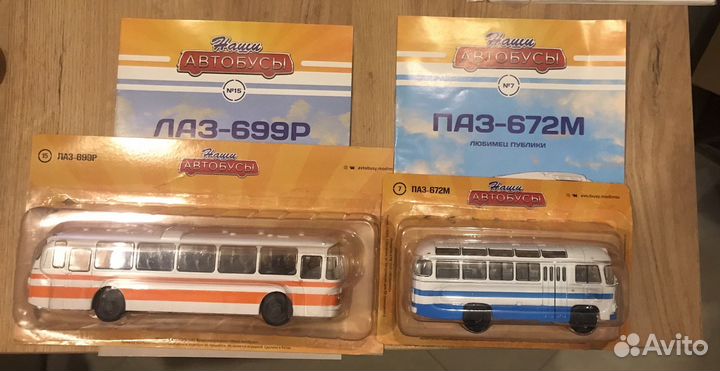 Наши
АВТОБУСЫ
№15
ЛАЗ-699Р
Наши
АВТОБУСЫ
№7
ПАЗ-672М
ЛЮБИМЕЦ ПУБЛИКИ
15 ЛАЗ-699Р
Наши
АВТОБУСЫ
7 ПАЗ-672М
Наши
АВТОБУСЫ
Avito